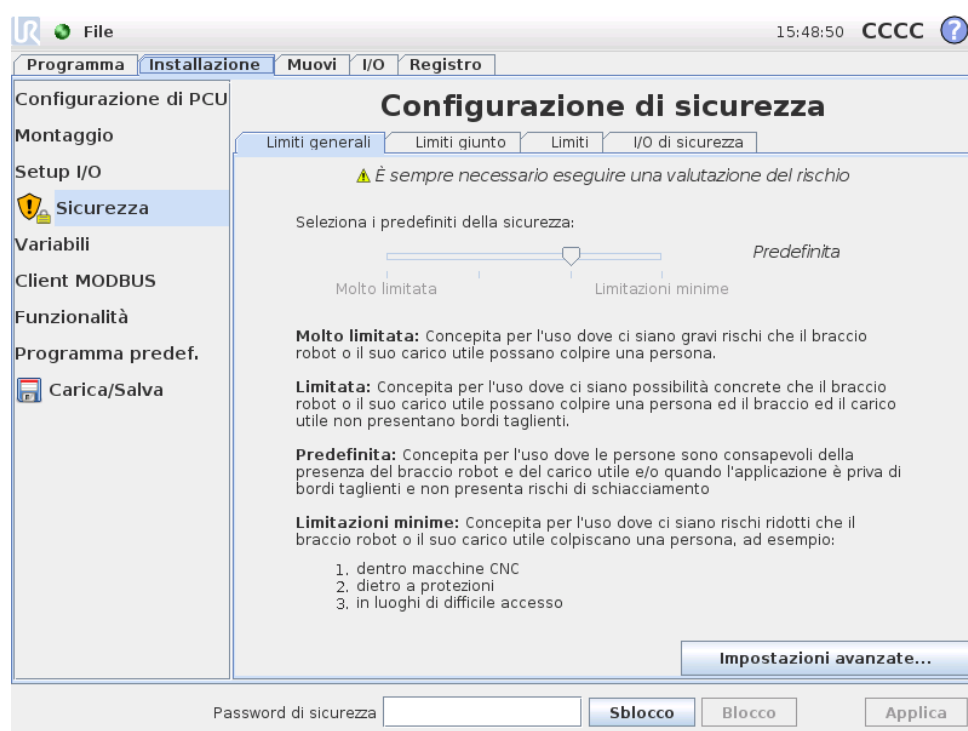 UR File 15:48:50 CCCC ?
Programma Installazione Muovi I/O Registro
Configurazione di PCU
Montaggio
Setup I/O
Sicurezza
Variabili
Client MODBUS
Funzionalità
Programma predef.
Carica/Salva
Configurazione di sicurezza
Limiti generali Limiti giunto Limiti I/O di sicurezza
È sempre necessario eseguire una valutazione del rischio
Seleziona i predefiniti della sicurezza:
Predefinita
Molto limitata Limitazioni minime
Molto limitata: Concepita per l'uso dove ci siano gravi rischi che il braccio
robot o il suo carico utile possano colpire una persona.
Limitata: Concepita per l'uso dove ci siano possibilità concrete che il braccio
robot o il suo carico utile possano colpire una persona ed il braccio ed il carico
utile non presentano bordi taglienti.
Predefinita: Concepita per l'uso dove le persone sono consapevoli della
presenza del braccio robot e del carico utile e/o quando l'applicazione è priva di
bordi taglienti e non presenta rischi di schiacciamento
Limitazioni minime: Concepita per l'uso dove ci siano rischi ridotti che il
braccio robot o il suo carico utile colpiscano una persona, ad esempio:
1. dentro macchine CNC
2. dietro a protezioni
3. in luoghi di difficile accesso
Impostazioni avanzate...
Password di sicurezza Sblocco Blocco Applica